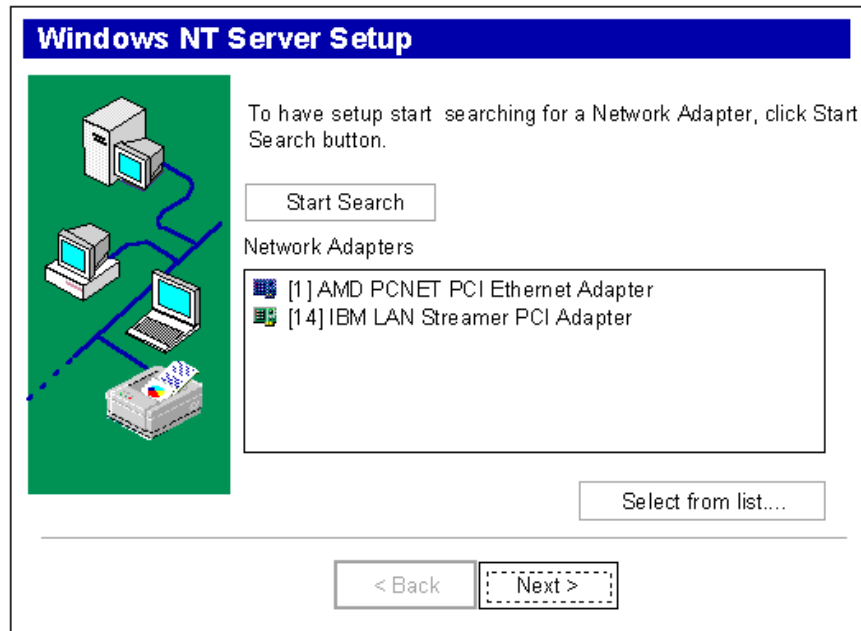 Windows NT Server Setup
To have setup start searching for a Network Adapter, click Start
Search button.
Start Search
Network Adapters
[1] AMD PCNET PCI Ethernet Adapter
[14] IBM LAN Streamer PCI Adapter
Select from list....
< Back
Next >